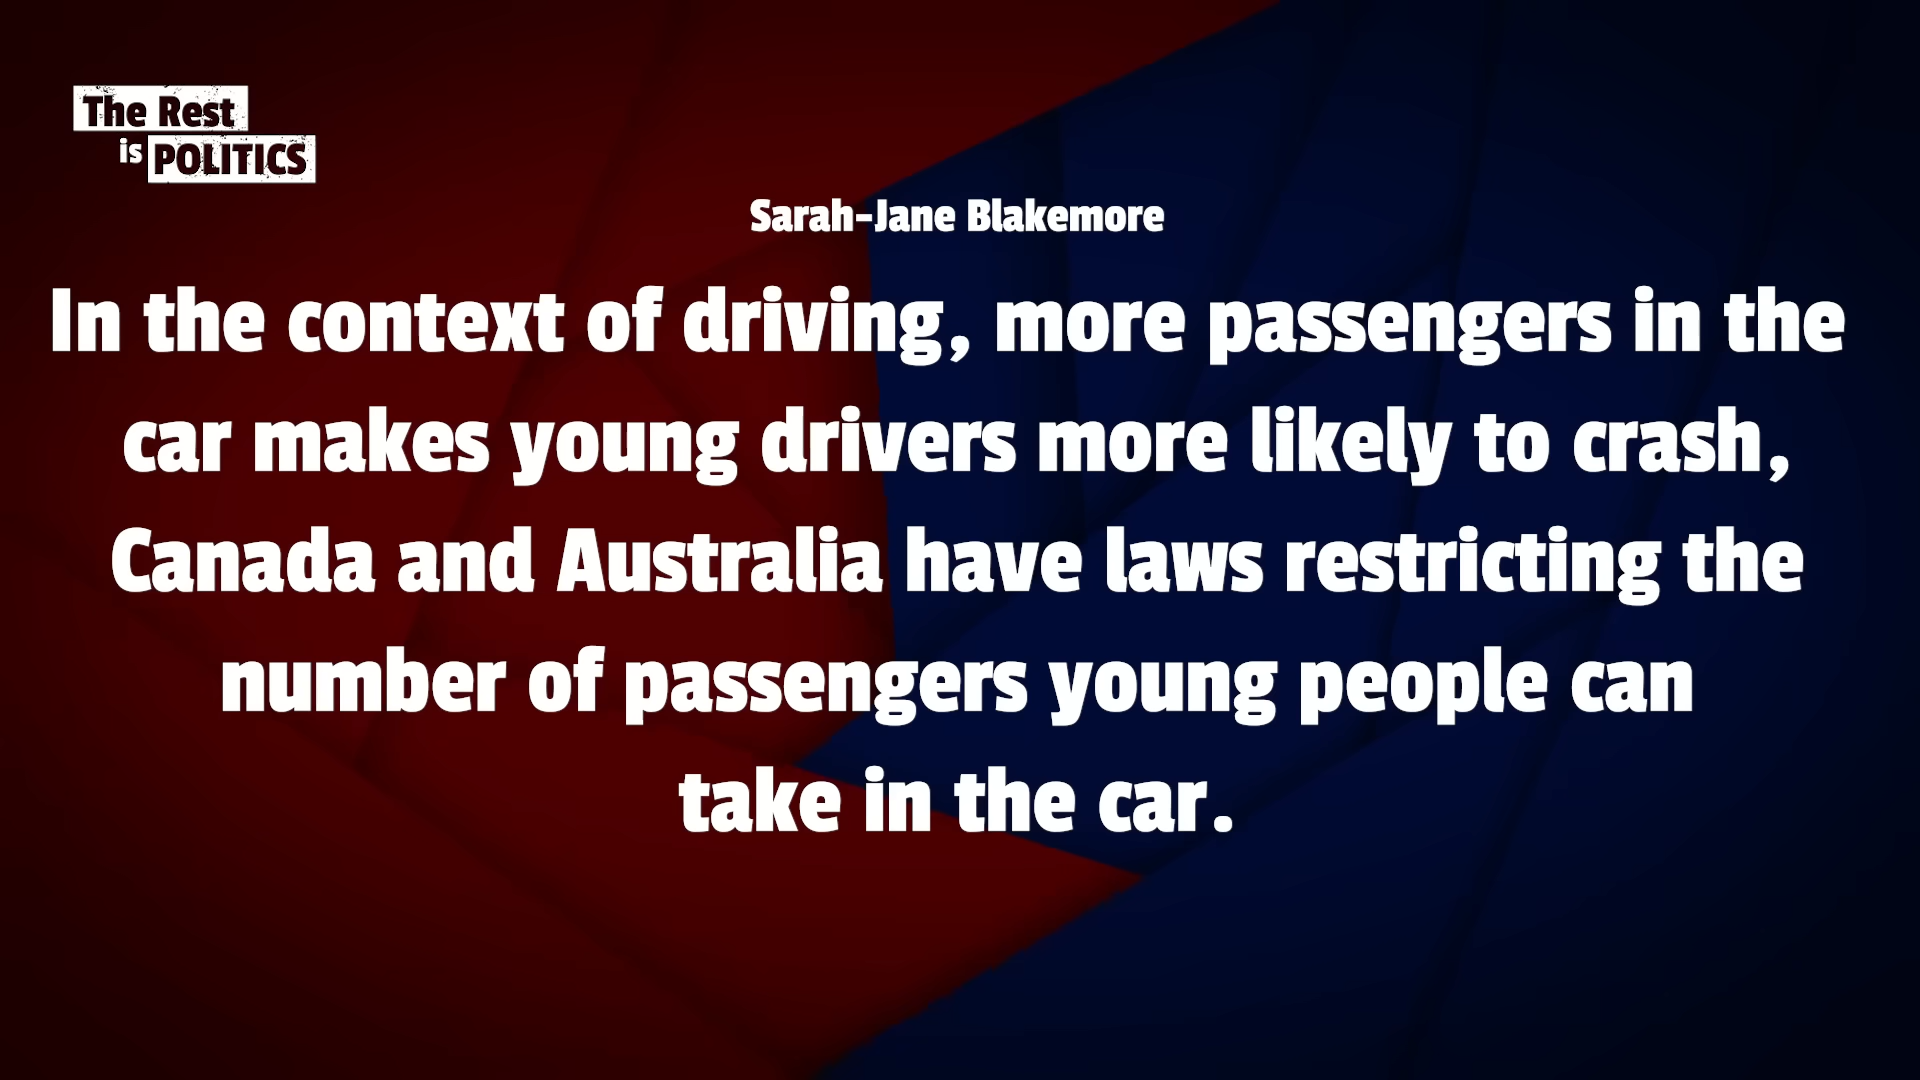 The Rest
is POLITICS
Sarah-Jane Blakemore
In the context of driving, more passengers in the
car makes young drivers more likely to crash,
Canada and Australia have laws restricting the
number of passengers young people can
take in the car.